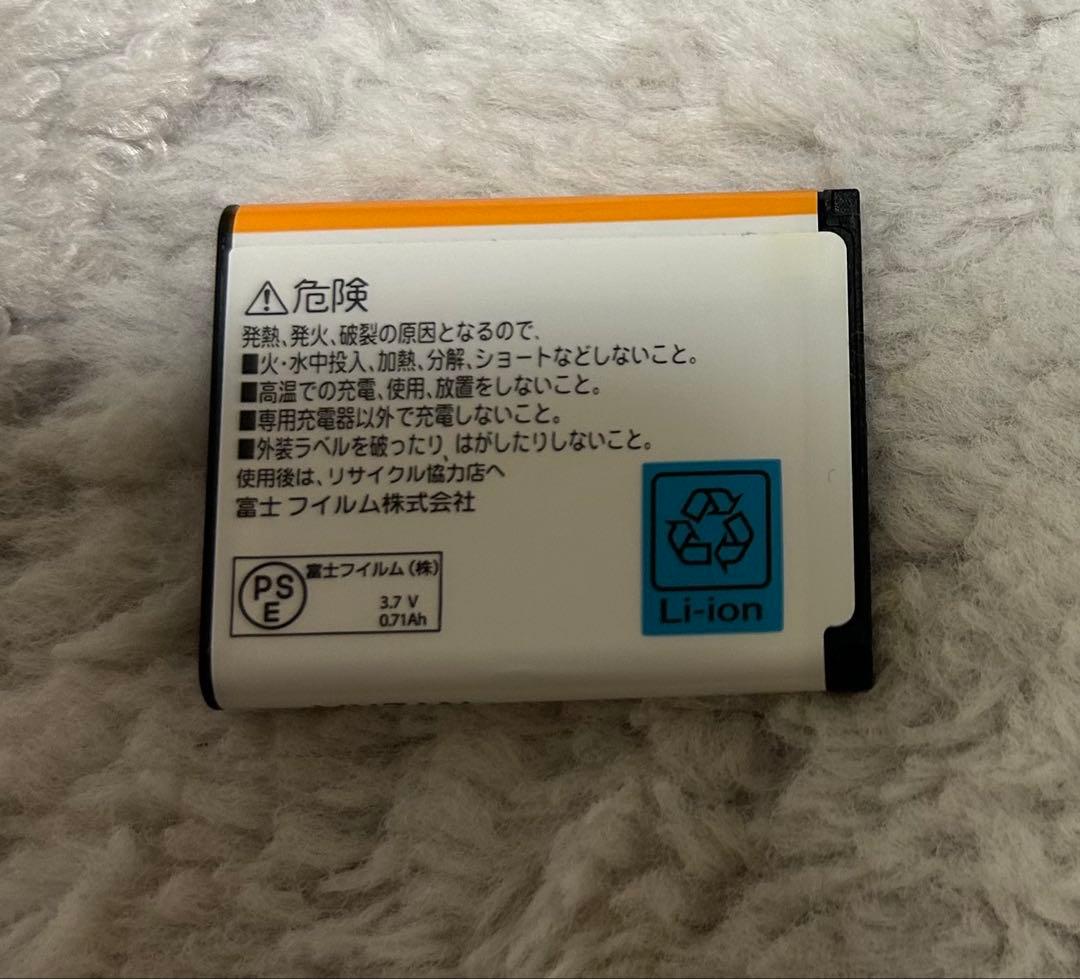 ⚠危険
発熱、発火、破裂の原因となるので、
■火・水中投入、加熱、分解、ショートなどしないこと。
■高温での充電、使用、放置をしないこと。
■専用充電器以外で充電しないこと。
■外装ラベルを破ったり、はがしたりしないこと。
使用後は、リサイクル協力店へ
富士フイルム株式会社
PSE
富士フイルム(株)
3.7 V
0.71Ah
Li-ion